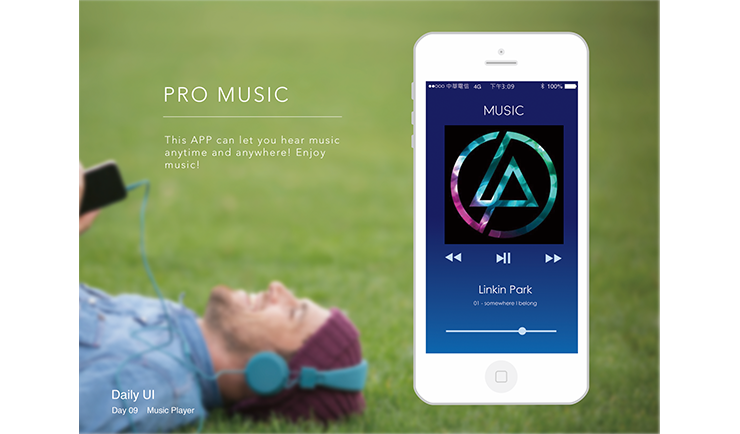 PRO MUSIC
This APP can let you hear music
anytime and anywhere! Enjoy
music!
中華電信 4G 下午3:09 100%
MUSIC
Linkin Park
01 - somewhere I belong
Daily UI
Day 09 Music Player